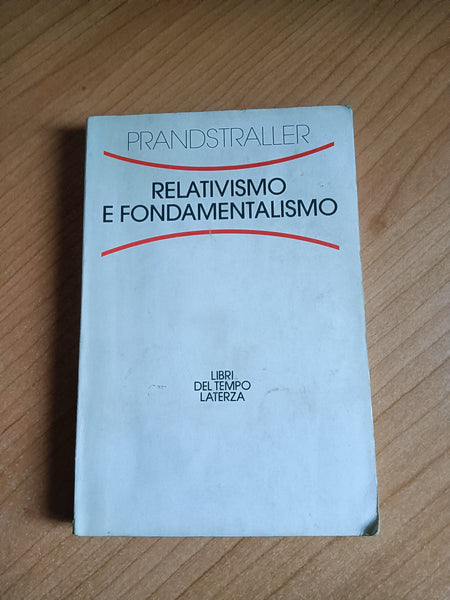 PRANDSTRALLER
RELATIVISMO
E FONDAMENTALISMO
LIBRI
DEL TEMPO
LATERZA